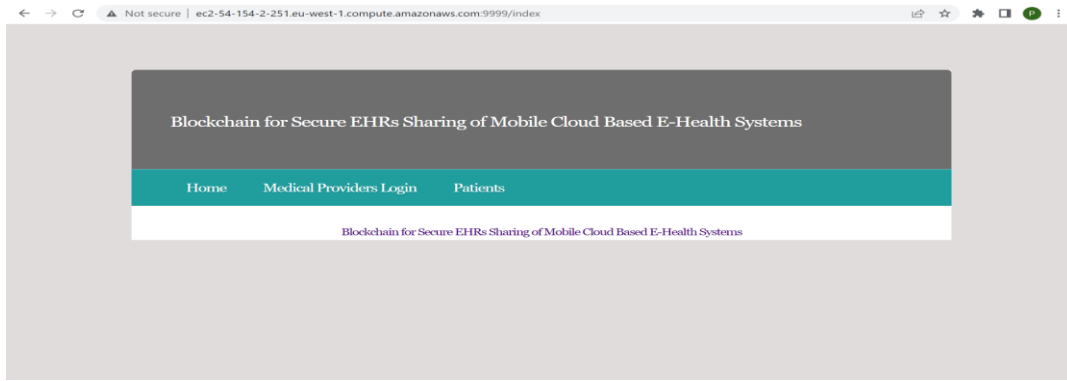 Not secure | ec2-54-154-2-251.eu-west-1.compute.amazonaws.com:9999/index
P
Blockchain for Secure EHRs Sharing of Mobile Cloud Based E-Health Systems
Home Medical Providers Login Patients
Blockchain for Secure EHRs Sharing of Mobile Cloud Based E-Health Systems